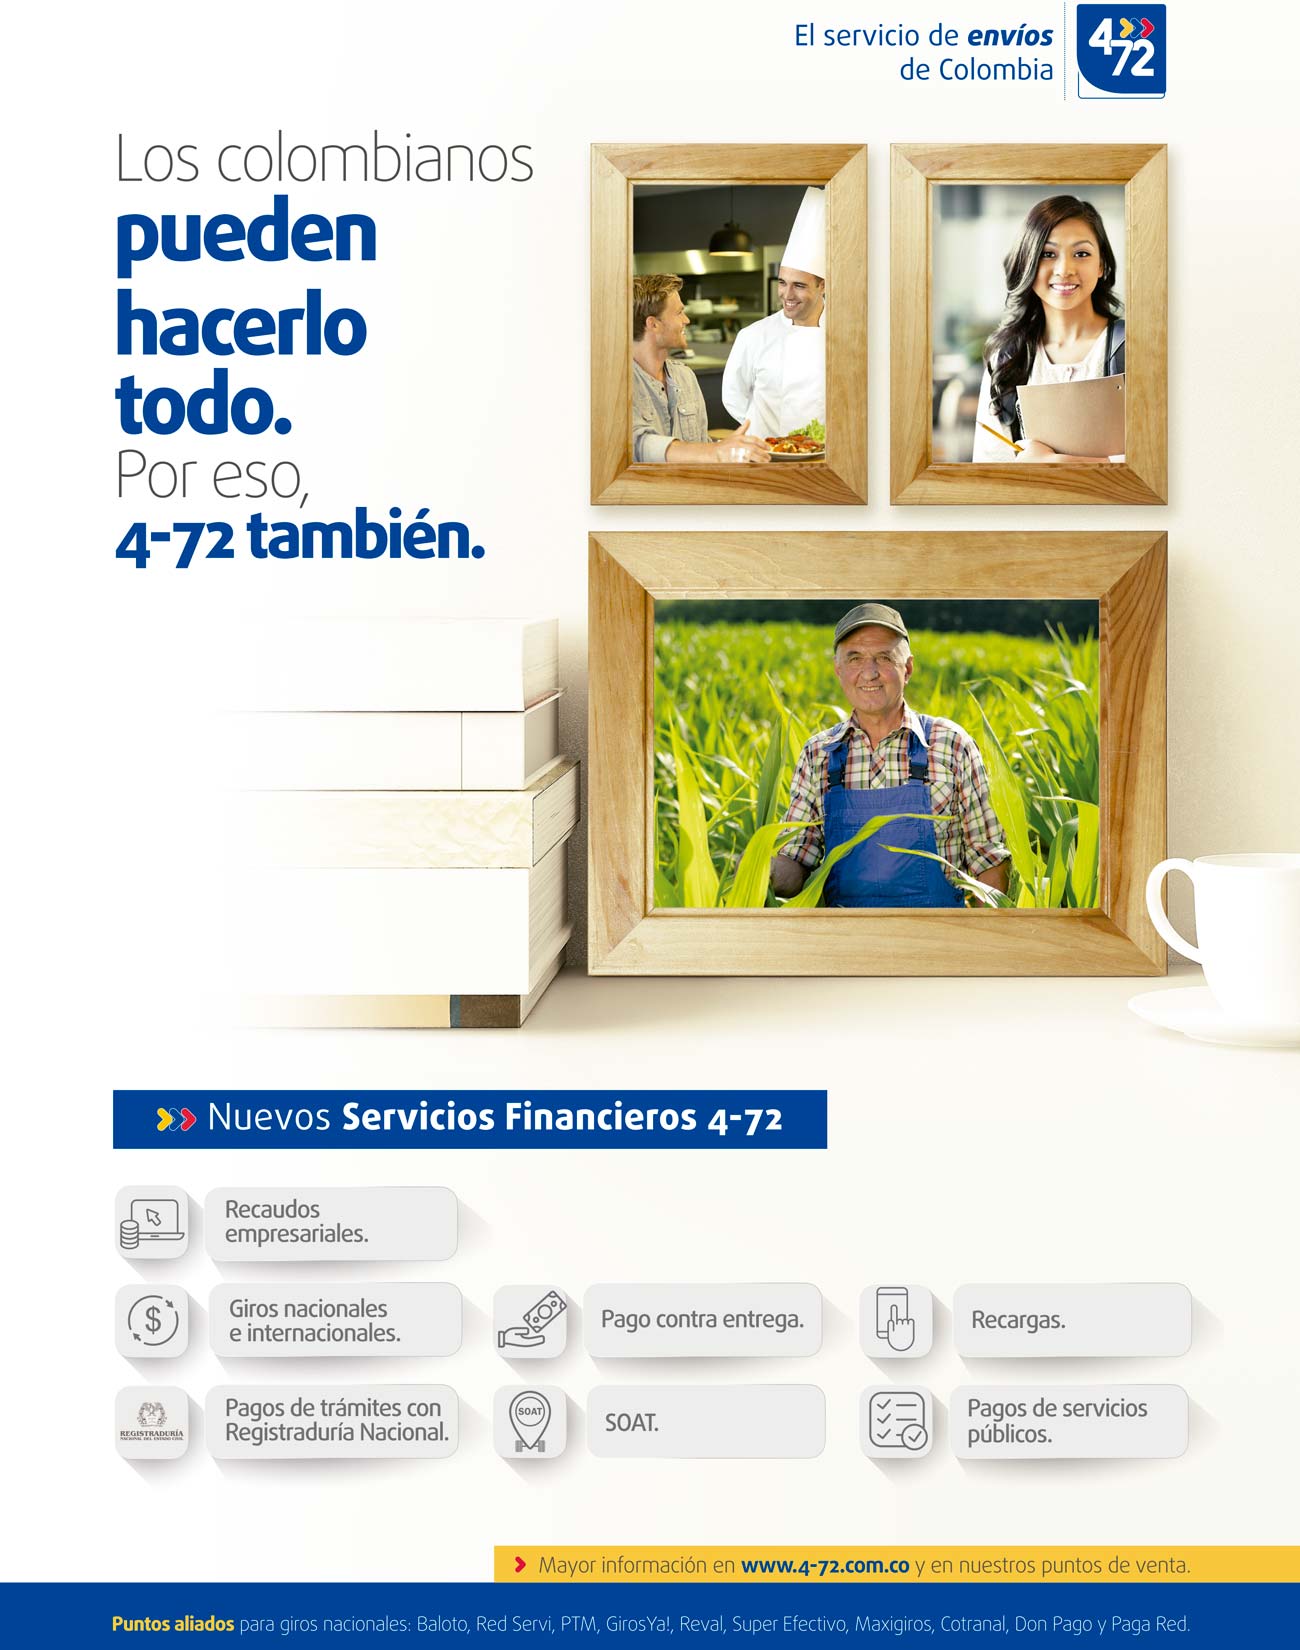 El servicio de envíos
de Colombia
4-72
Los colombianos
pueden
hacerlo
todo.
Por eso,
4-72 también.
Nuevos Servicios Financieros 4-72
Recaudos
empresariales.
Giros nacionales
e internacionales.
Pago contra entrega.
Recargas.
REGISTRADURÍA
NACIONAL DEL ESTADO CIVIL
Pagos de trámites con
Registraduría Nacional.
SOAT
SOAT.
Pagos de servicios
públicos.
Mayor información en www.4-72.com.co y en nuestros puntos de venta.
Puntos aliados para giros nacionales: Baloto, Red Servi, PTM, GirosYa!, Reval, Super Efectivo, Maxigiros, Cotranal, Don Pago y Paga Red.